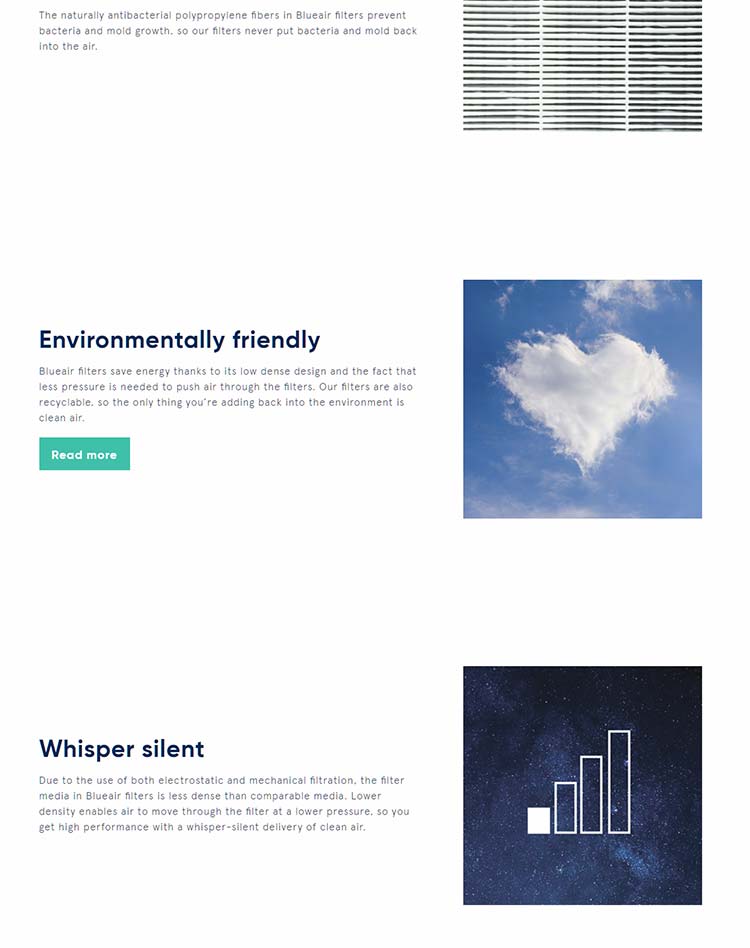 The naturally antibacterial polypropylene fibers in Blueair filters prevent
bacteria and mold growth, so our filters never put bacteria and mold back
into the air.
Environmentally friendly
Blueair filters save energy thanks to its low dense design and the fact that
less pressure is needed to push air through the filters. Our filters are also
recyclable, so the only thing you're adding back into the environment is
clean air.
Read more
Whisper silent
Due to the use of both electrostatic and mechanical filtration, the filter
media in Blueair filters is less dense than comparable media. Lower
density enables air to move through the filter at a lower pressure, so you
get high performance with a whisper-silent delivery of clean air.